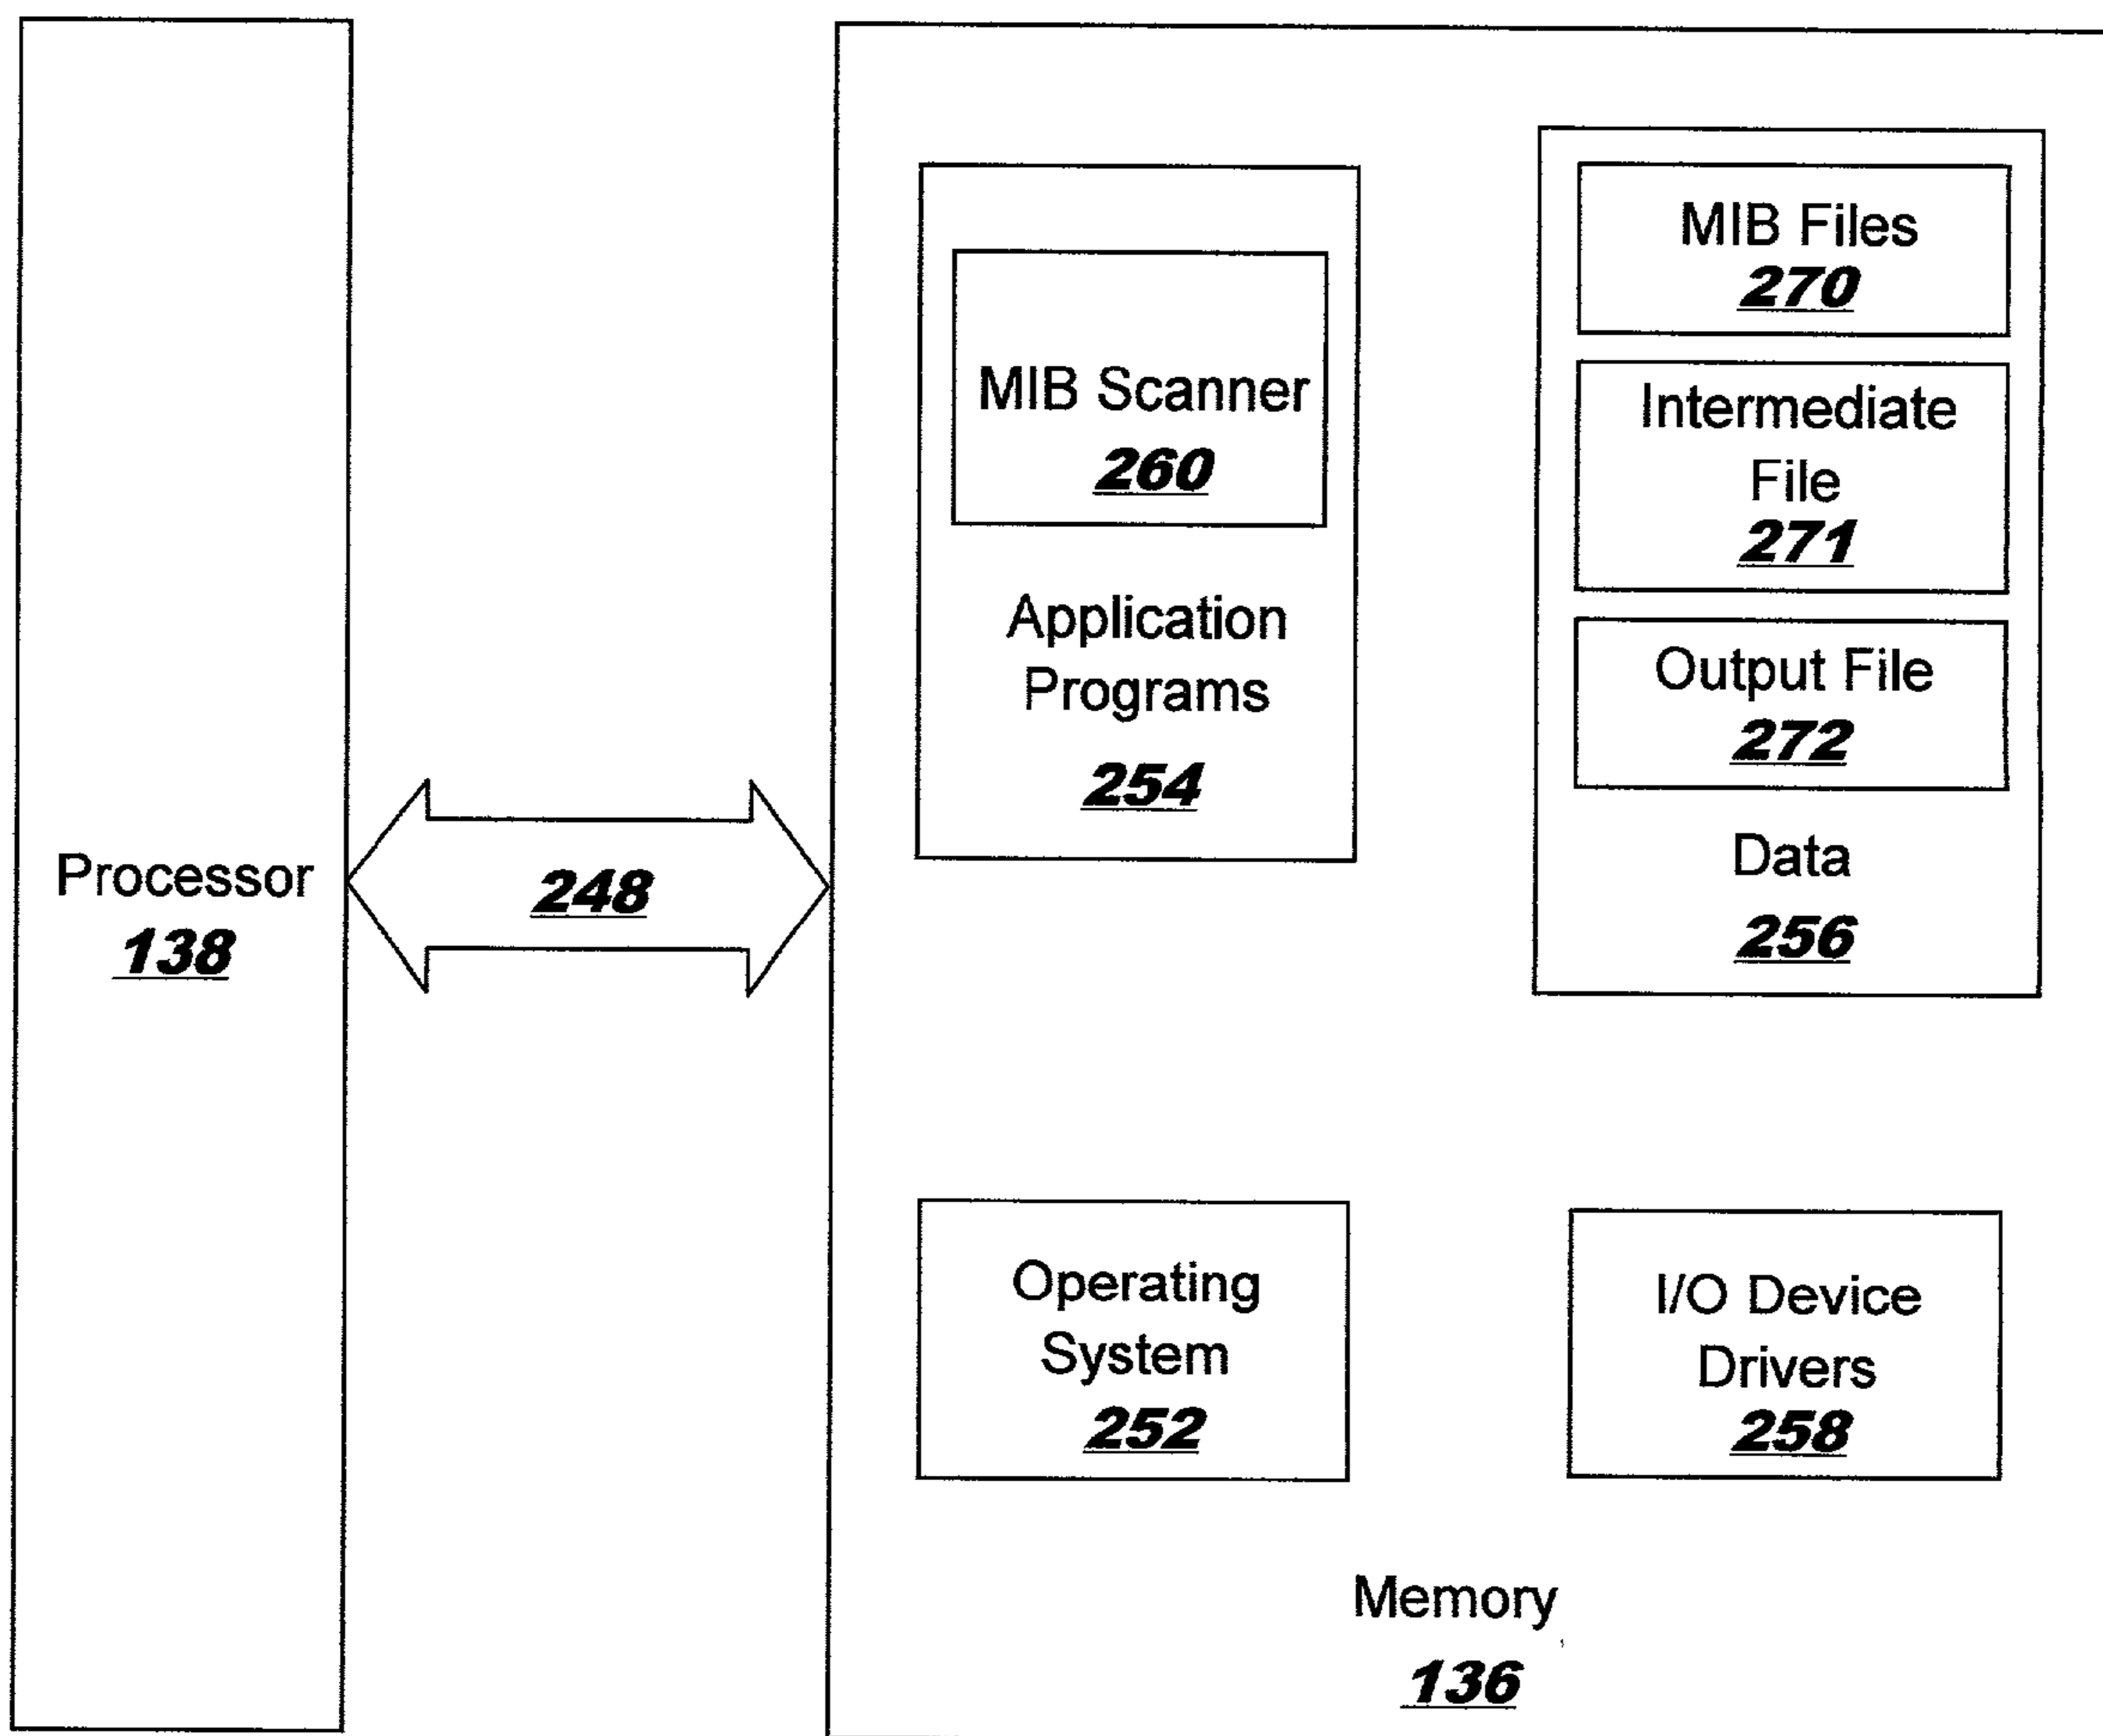 Processor
138
248
MIB Scanner
260
Application
Programs
254
MIB Files
270
Intermediate
File
271
Output File
272
Data
256
Operating
System
252
I/O Device
Drivers
258
Memory
136